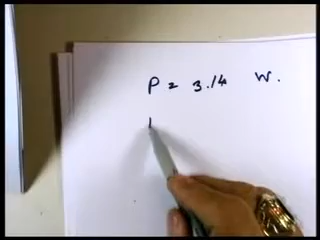 P = 3.14 W.